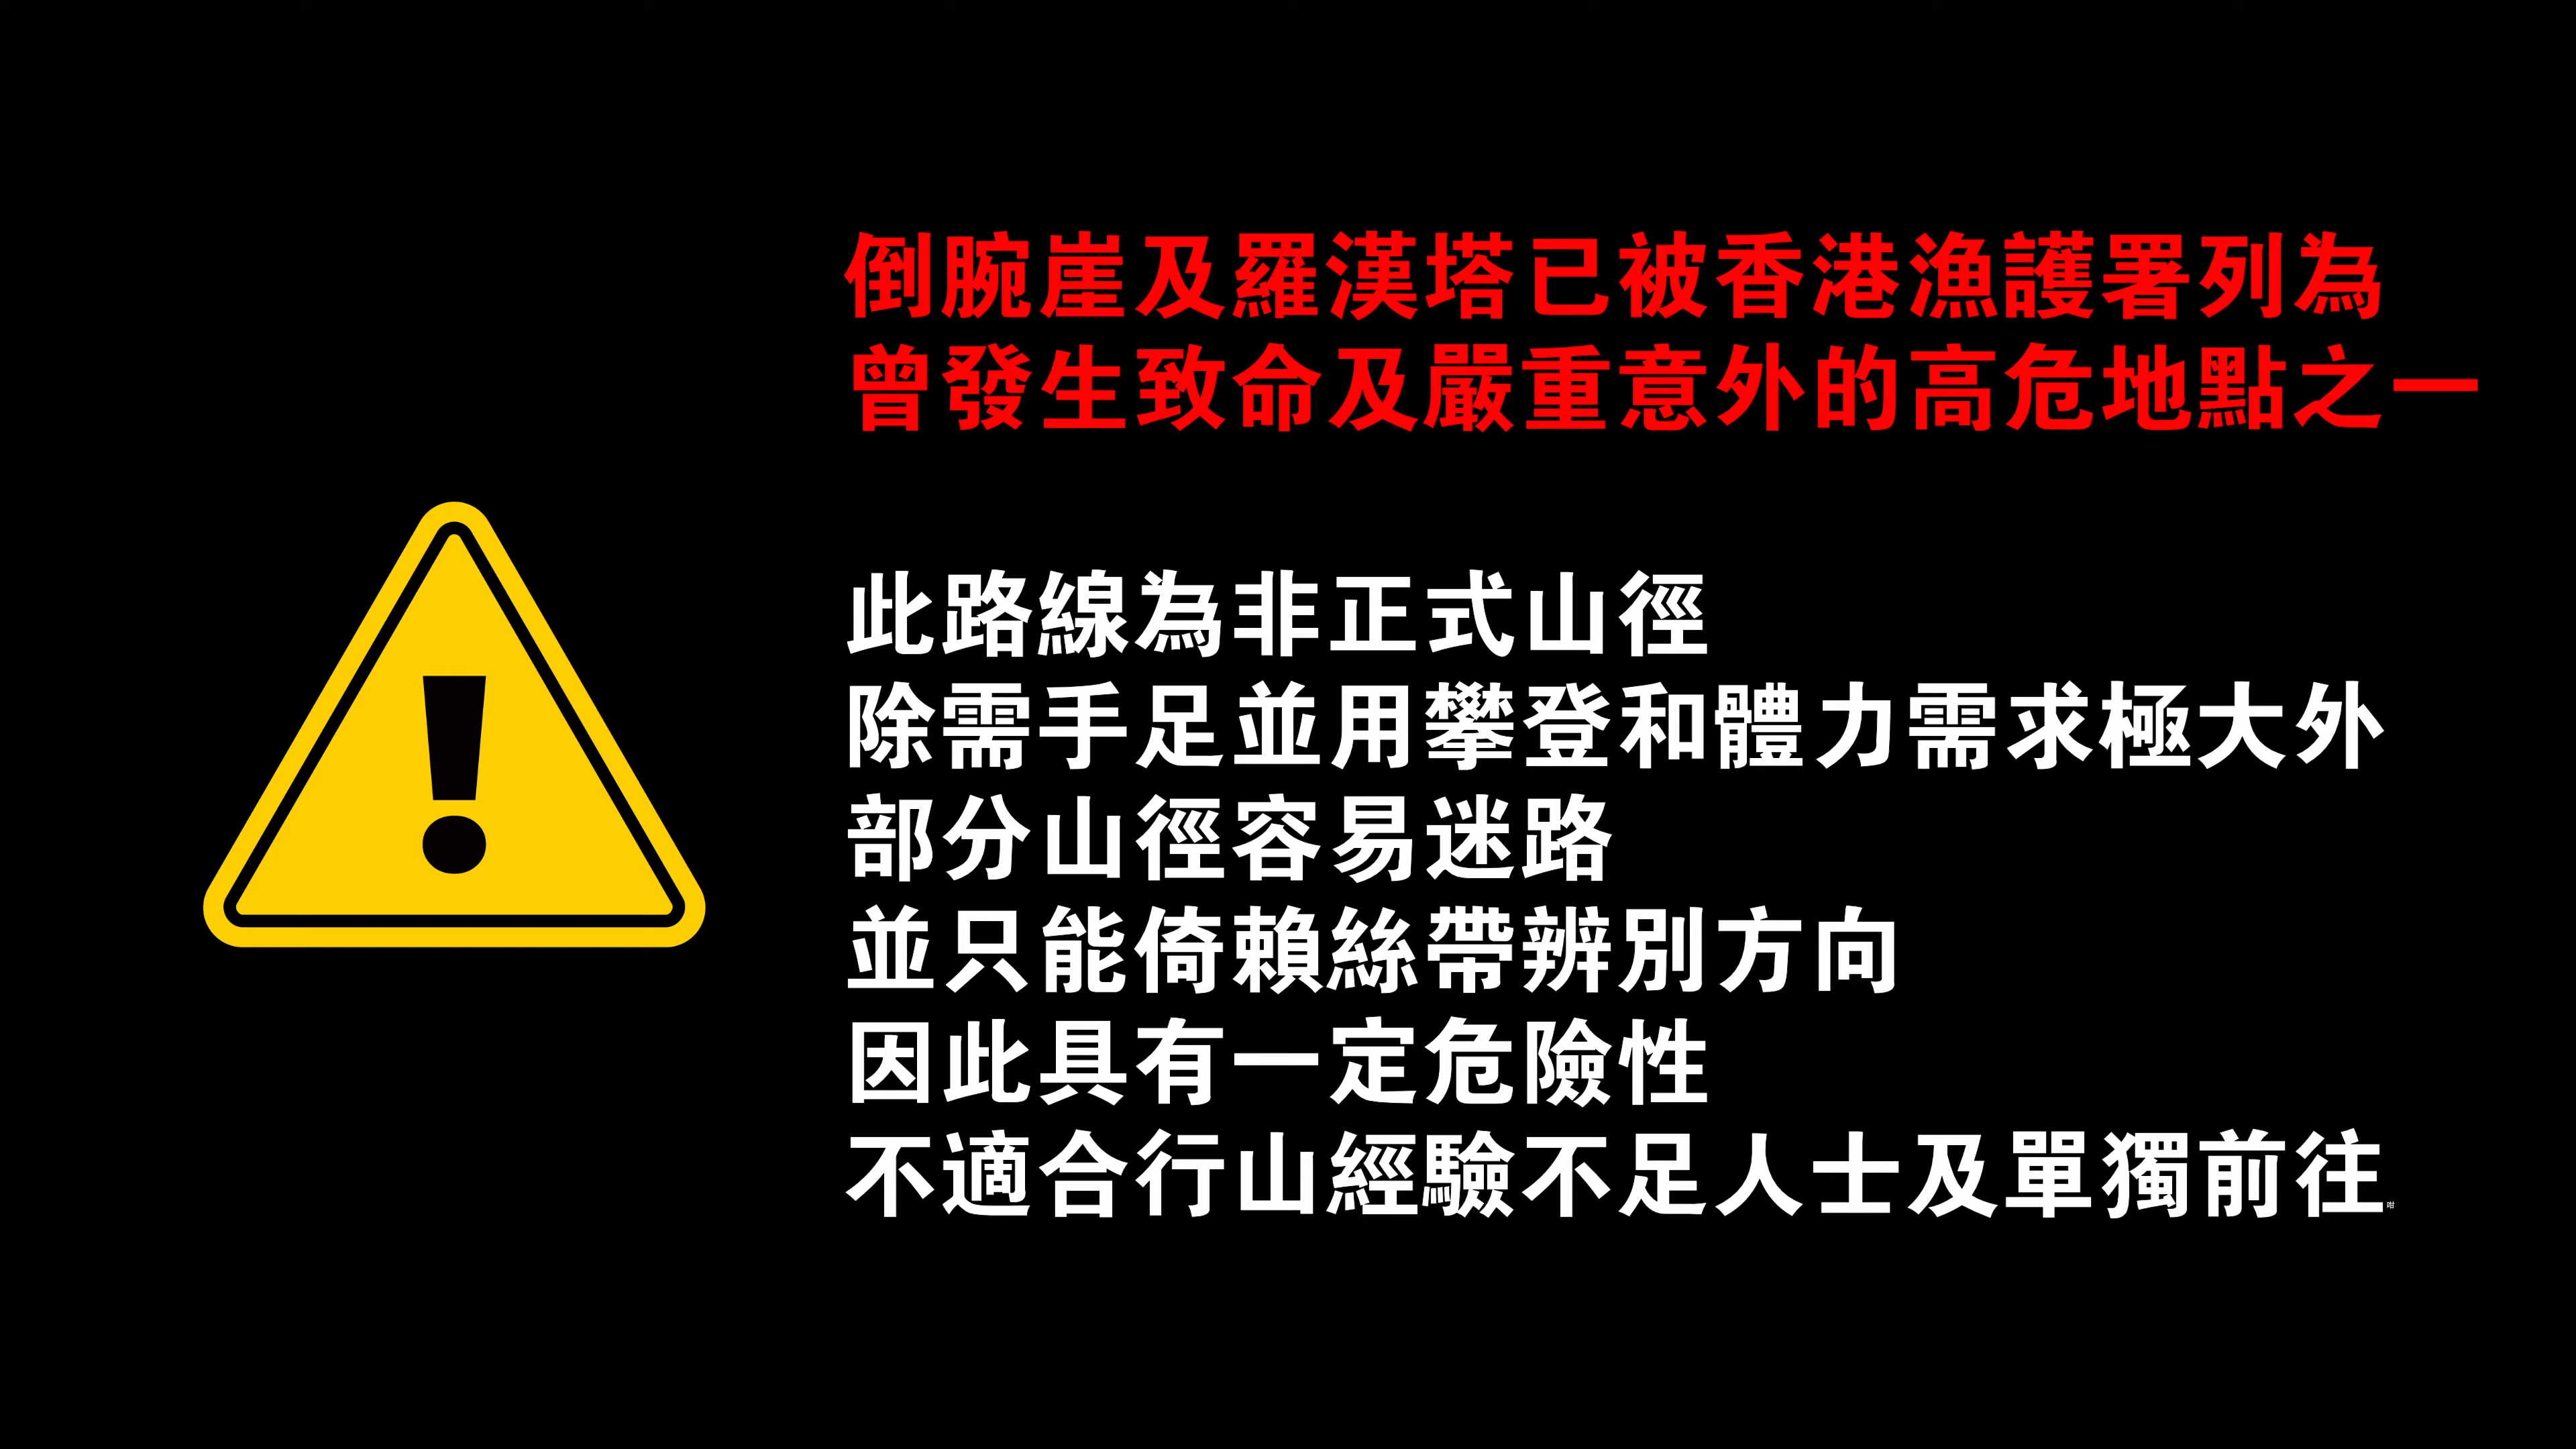 倒腕崖及羅漢塔已被香港漁護署列為
曾發生致命及嚴重意外的高危地點之一
此路線為非正式山徑
除需手足並用攀登和體力需求極大外
部分山徑容易迷路
並只能倚賴絲帶辨別方向
因此具有一定危險性
不適合行山經驗不足人士及單獨前往